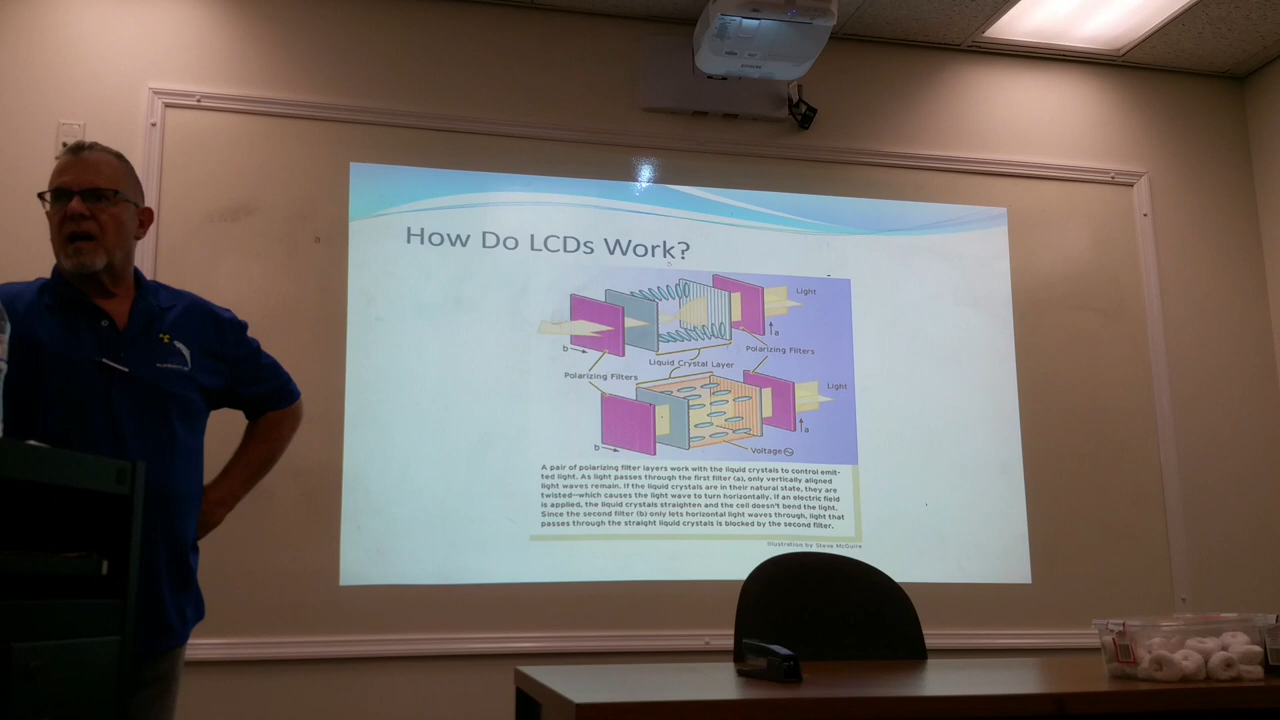 How Do LCDs Work?
Light
a
b
Liquid Crystal Layer
Polarizing Filters
Polarizing Filters
Light
a
b
Voltage
A pair of polarizing filter layers work with the liquid crystals to control emit-
ted light. As light passes through the first filter (a), only vertically aligned
light waves remain. If the liquid crystals are in their natural state, they are
twisted—which causes the light wave to turn horizontally. If an electric field
is applied, the liquid crystals straighten and the cell doesn't bend the light.
Since the second filter (b) only lets horizontal light waves through, light that
passes through the straight liquid crystals is blocked by the second filter.
Illustration by Steve McGuire